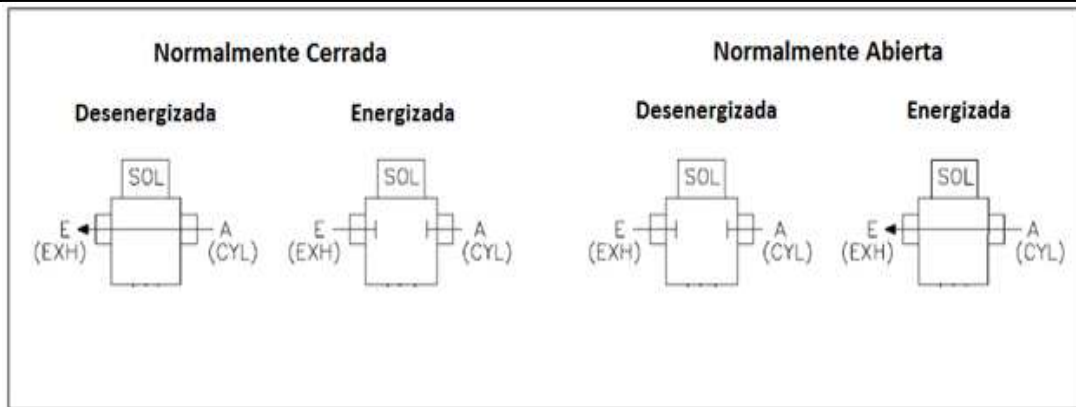 Normalmente Cerrada
Normalmente Abierta
Desenergizada
Energizada
Desenergizada
Energizada
SOL
SOL
SOL
SOL
E
A
E
A
E
A
E
A
(EXH)
(CYL)
(EXH)
(CYL)
(EXH)
(CYL)
(EXH)
(CYL)